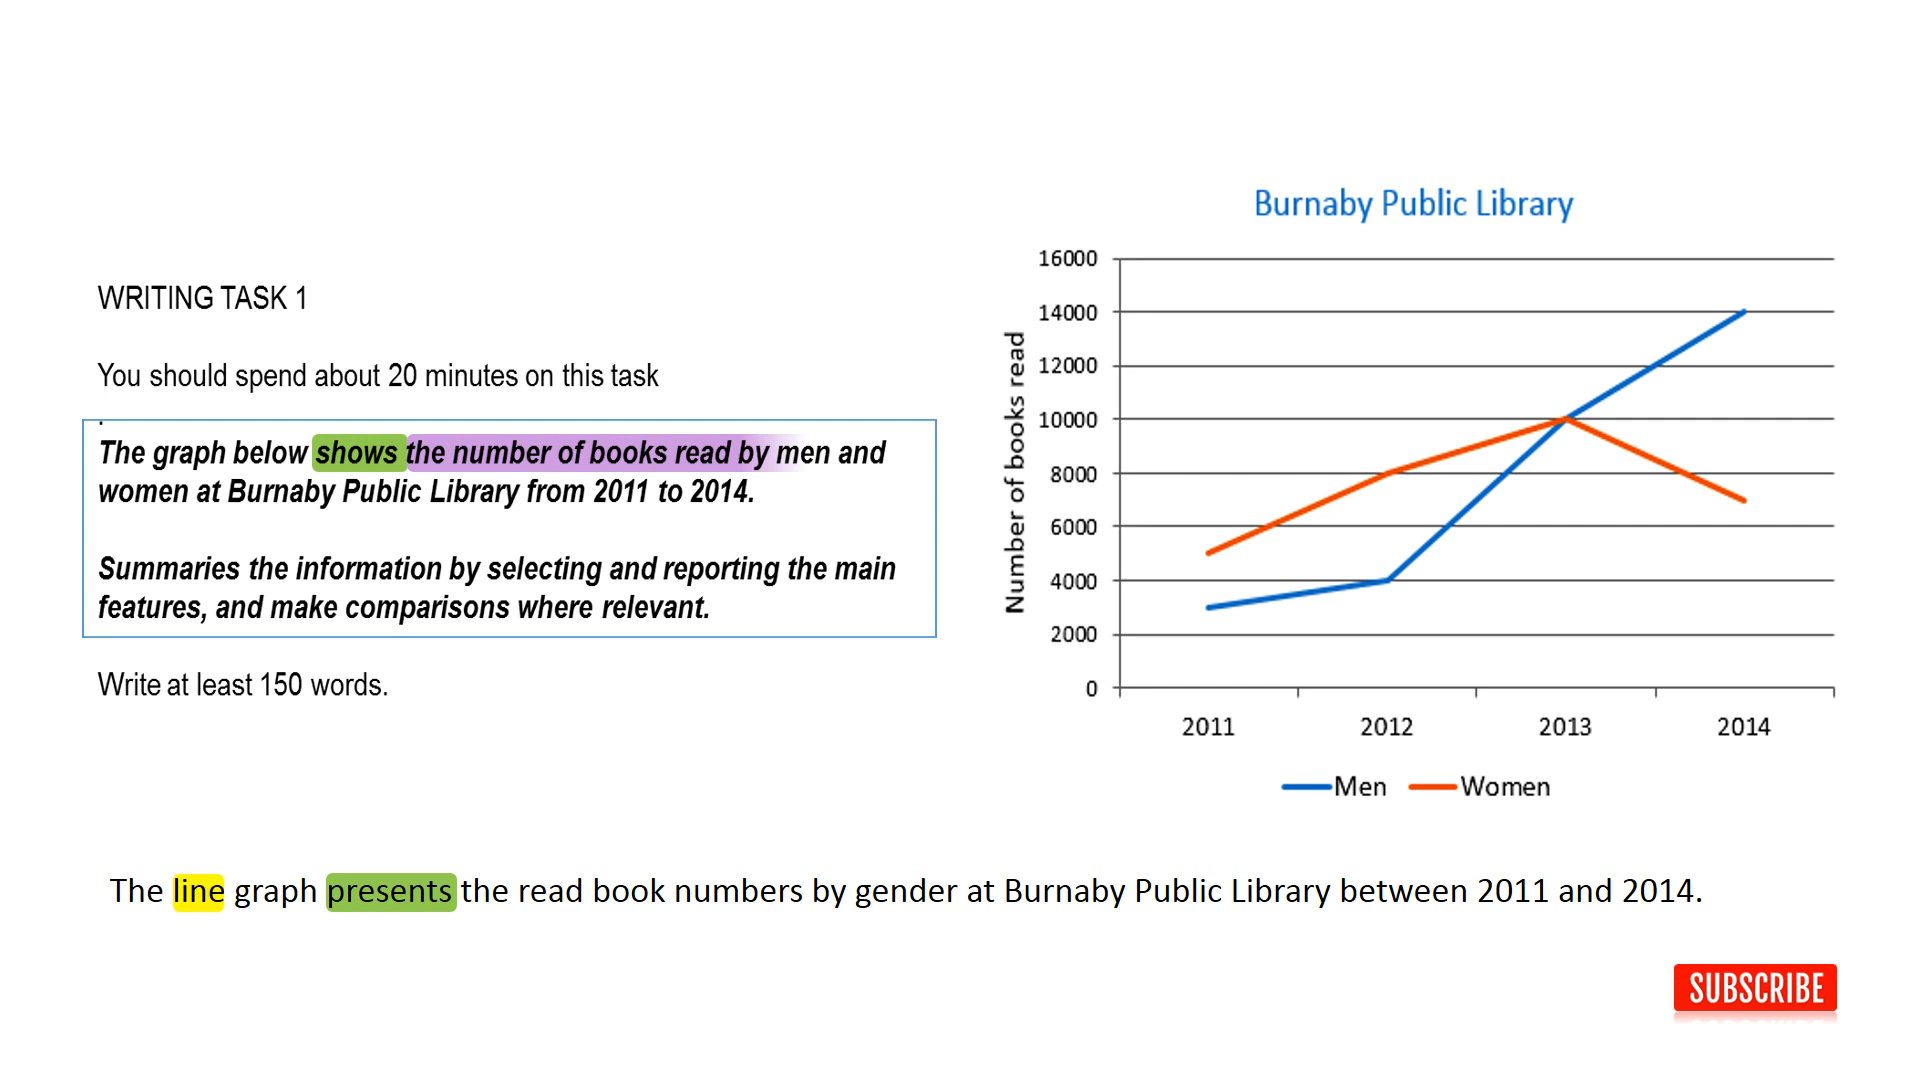 WRITING TASK 1
You should spend about 20 minutes on this task
.
The graph below shows the number of books read by men and
women at Burnaby Public Library from 2011 to 2014.
Summaries the information by selecting and reporting the main
features, and make comparisons where relevant.
Write at least 150 words.
Burnaby Public Library
Number of books read
16000
14000
12000
10000
8000
6000
4000
2000
0
2011 2012 2013 2014
Men Women
The line graph presents the read book numbers by gender at Burnaby Public Library between 2011 and 2014.
SUBSCRIBE